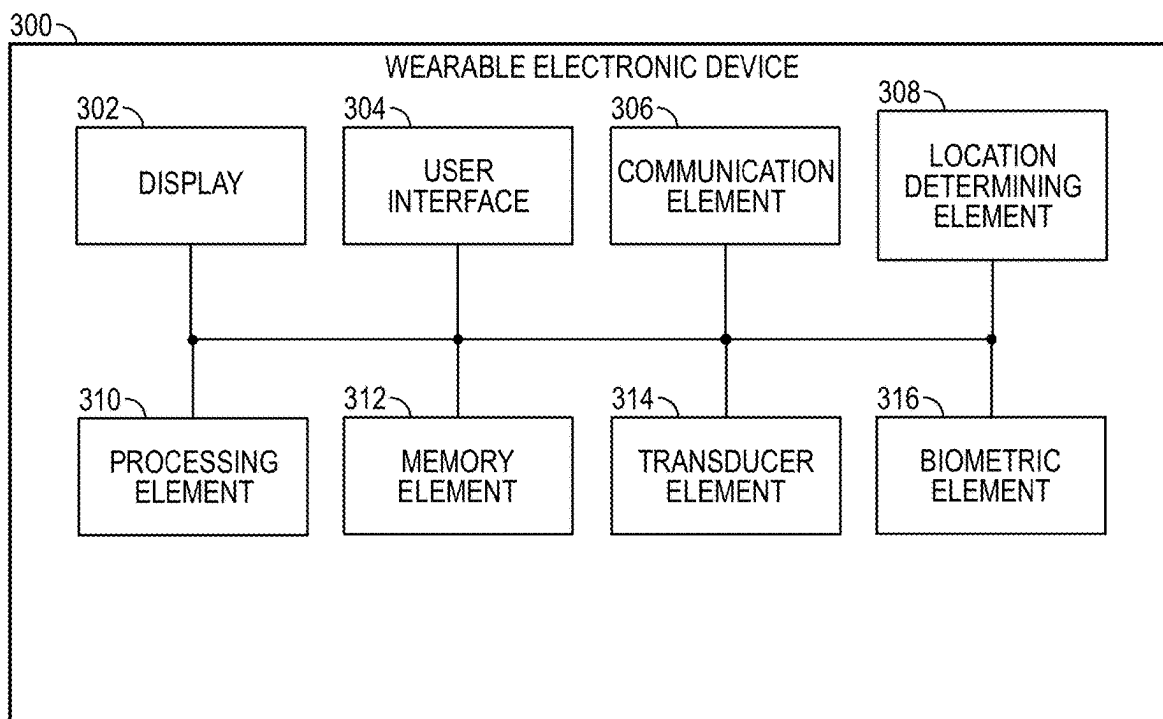 300
WEARABLE ELECTRONIC DEVICE
302
DISPLAY
304
USER
INTERFACE
306
COMMUNICATION
ELEMENT
308
LOCATION
DETERMINING
ELEMENT
310
PROCESSING
ELEMENT
312
MEMORY
ELEMENT
314
TRANSDUCER
ELEMENT
316
BIOMETRIC
ELEMENT